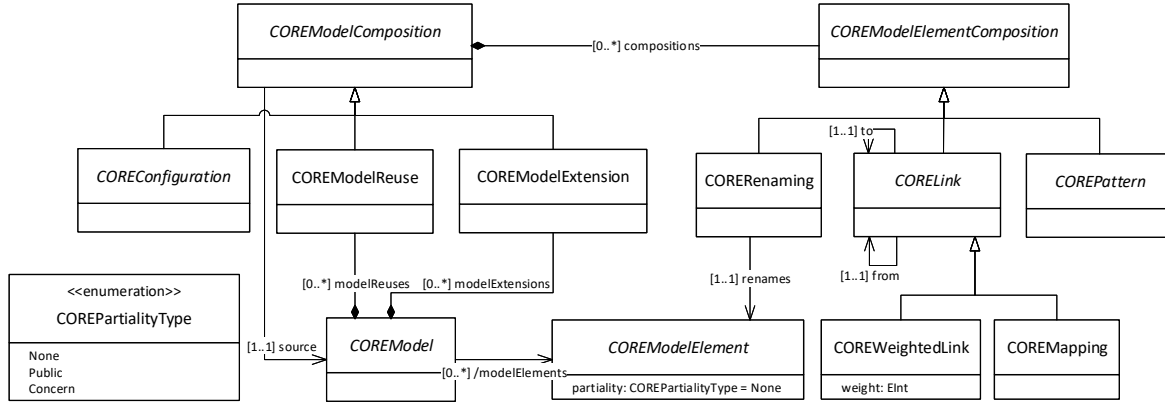 COREModelComposition
[0..*] compositions
COREModelElementComposition
[1..1] to
COREConfiguration
COREModelReuse
COREModelExtension
CORERenaming
CORELink
COREPattern
[1..1] from
[0..*] modelReuses
[0..*] modelExtensions
[1..1] renames
<<enumeration>>
COREPartialityType
None
Public
Concern
[1..1] source
COREModel
[0..*] /modelElements
COREModelElement
partiality: COREPartialityType = None
COREWeightedLink
weight: EInt
COREMapping